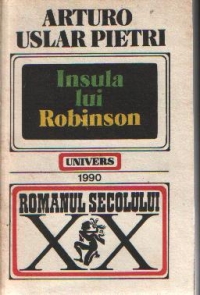 ARTURO
USLAR PIETRI
Insula
lui
Robinson
UNIVERS
1990
ROMANUL SECOLULUI
XX